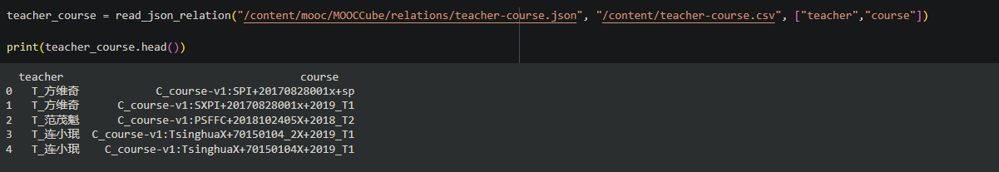 teacher_course = read_json_relation("/content/mooc/MOOCCube/relations/teacher-course.json", "/content/teacher-course.csv", ["teacher","course"])
print(teacher_course.head())
teacher course
0 T_方维奇 C_course-v1:SPI+20170828001x+sp
1 T_方维奇 C_course-v1:SXPI+20170828001x+2019_T1
2 T_范茂魁 C_course-v1:PSFFC+2018102405X+2018_T2
3 T_连小珉 C_course-v1:TsinghuaX+70150104_2X+2019_T1
4 T_连小珉 C_course-v1:TsinghuaX+70150104X+2019_T1